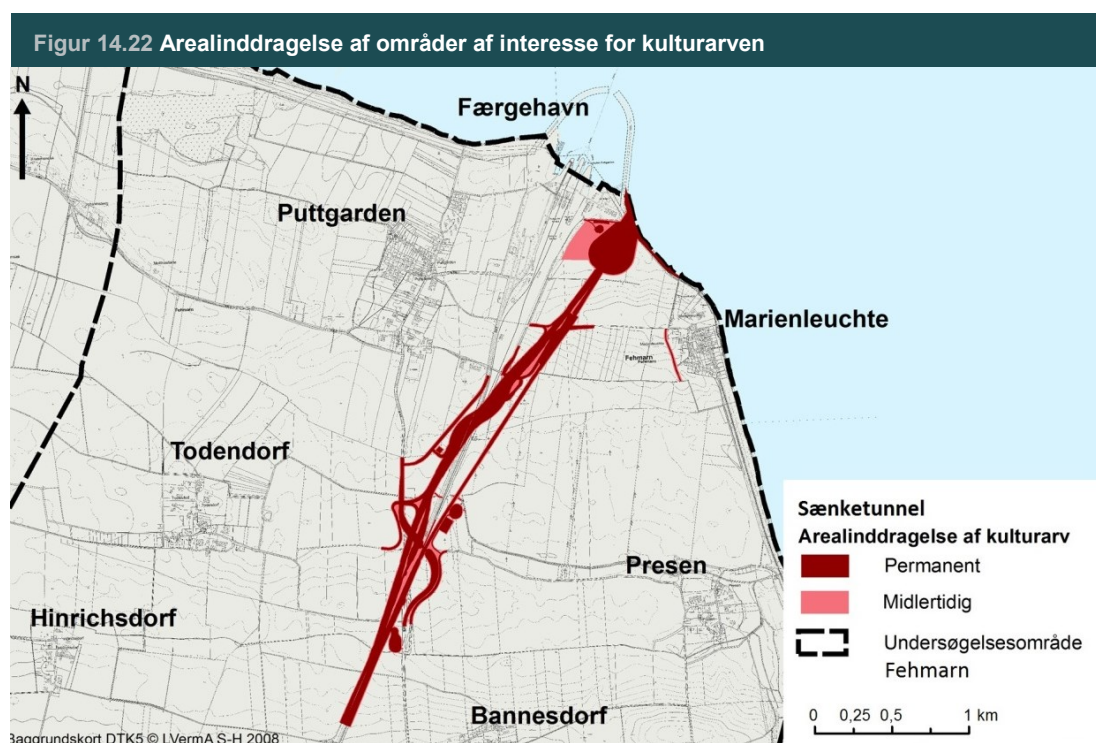 Figur 14.22 Arealinddragelse af områder af interesse for kulturarven
N
Færgehavn
Puttgarden
Marienleuchte
Fehmarn
Todendorf
Presen
Hinrichsdorf
Bannesdorf
Sænketunnel
Arealinddragelse af kulturarv
Permanent
Midlertidig
Undersøgelsesområde
Fehmarn
0 0,25 0,5 1 km
Baggrundskort DTK5 © LVermA S-H 2008